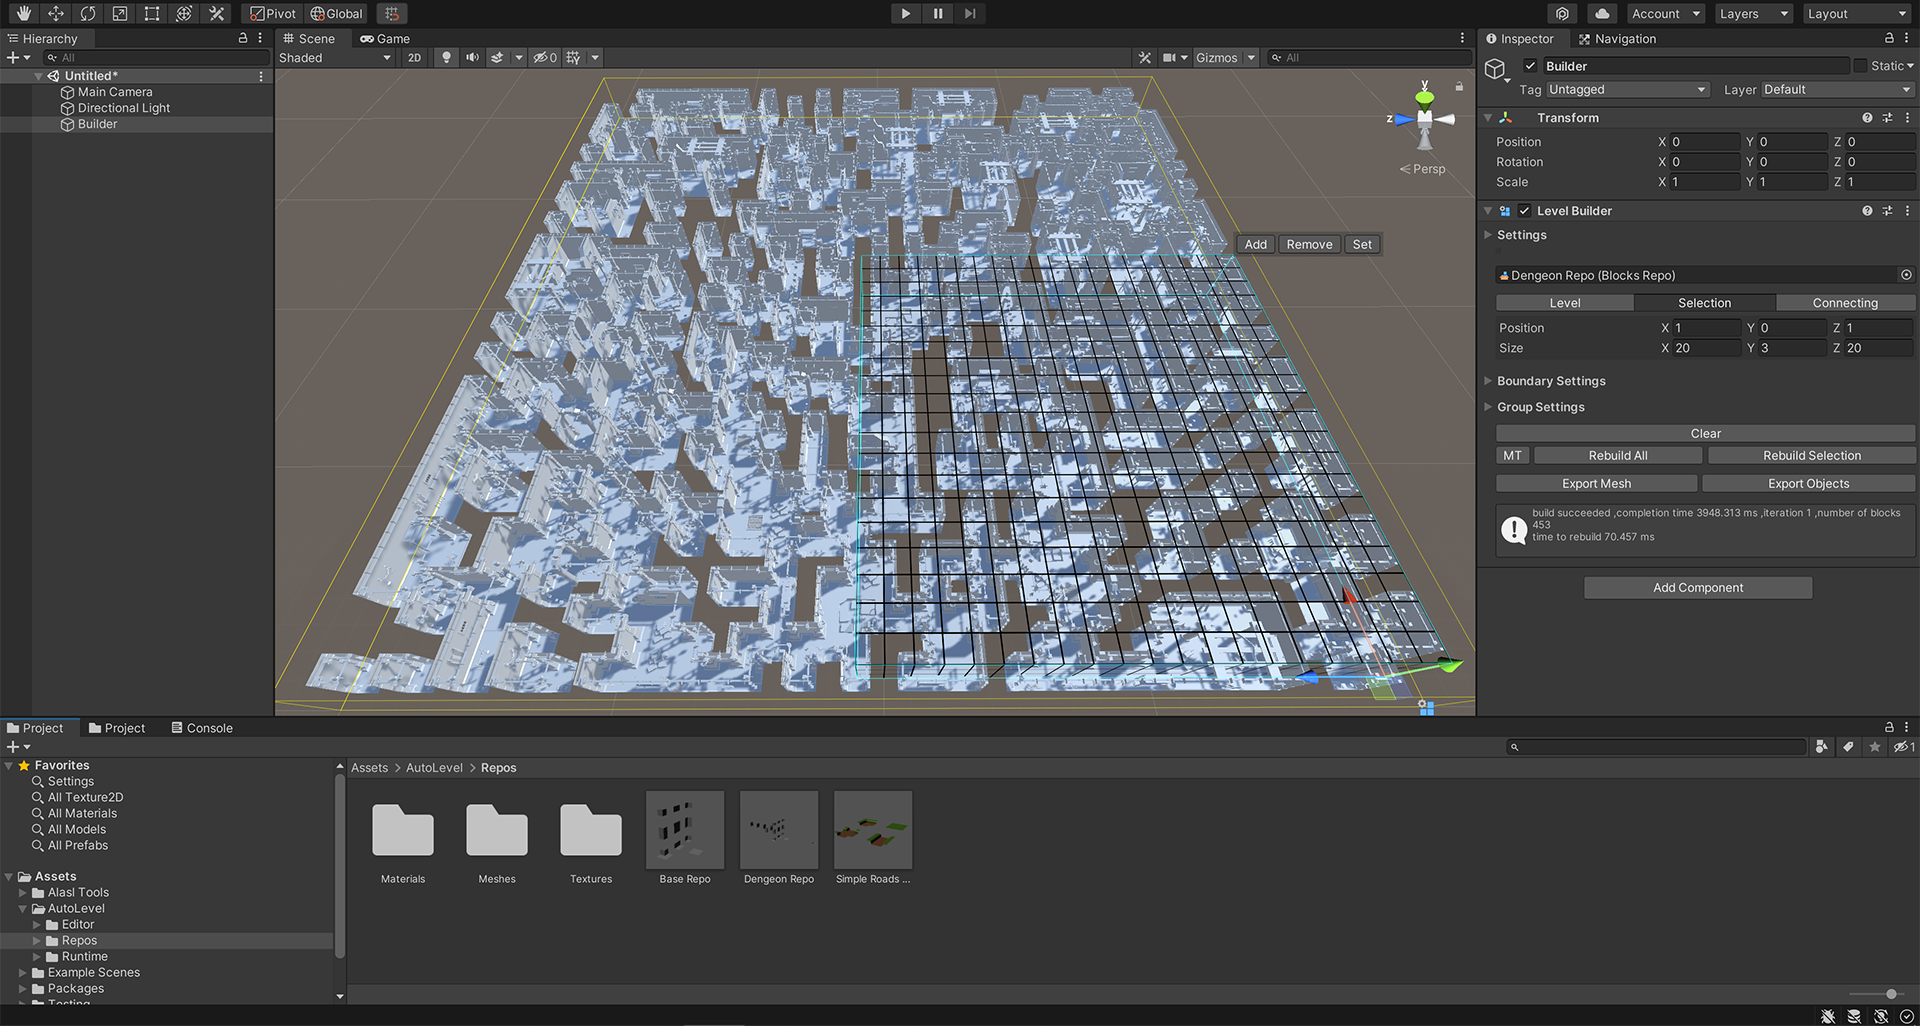 Pivot Global Account Layers Layout
Hierarchy
All
Untitled*
Main Camera
Directional Light
Builder
Scene Game
Shaded 2D 0 Gizmos All
y
z
Persp
Add Remove Set
Inspector Navigation
Builder Static
Tag Untagged Layer Default
Transform
Position X 0 Y 0 Z 0
Rotation X 0 Y 0 Z 0
Scale X 1 Y 1 Z 1
Level Builder
Settings
Dengeon Repo (Blocks Repo)
Level Selection Connecting
Position X 1 Y 0 Z 1
Size X 20 Y 3 Z 20
Boundary Settings
Group Settings
Clear
MT Rebuild All Rebuild Selection
Export Mesh Export Objects
build succeeded ,completion time 3948.313 ms ,iteration 1 ,number of blocks
453
time to rebuild 70.457 ms
Add Component
Project Project Console
1
Favorites
Settings
All Texture2D
All Materials
All Models
All Prefabs
Assets
Alasl Tools
AutoLevel
Editor
Repos
Runtime
Example Scenes
Packages
Testing
Assets > AutoLevel > Repos
Materials Meshes Textures Base Repo Dengeon Repo Simple Roads ...